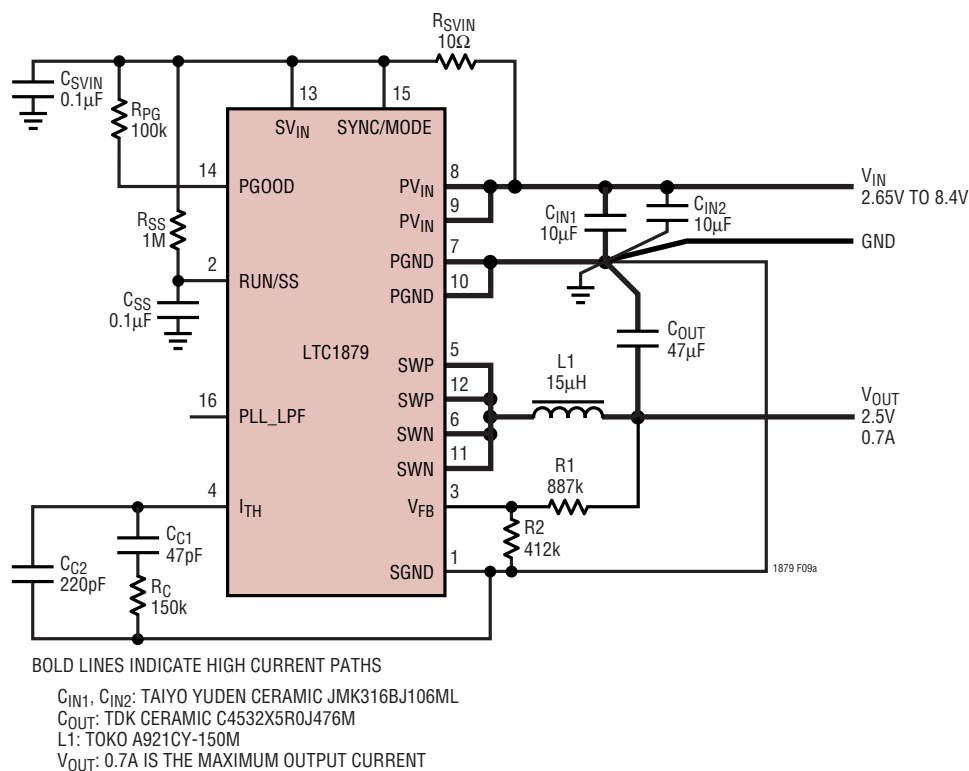 RSVIN
10Ω
CSVIN
0.1µF
13
15
RPG
100k
SVIN
SYNC/MODE
14
PGOOD
8
PVIN
VIN
2.65V TO 8.4V
9
PVIN
CIN1
10µF
CIN2
10µF
RSS
1M
7
PGND
GND
2
RUN/SS
10
PGND
CSS
0.1µF
LTC1879
5
SWP
L1
15µH
COUT
47µF
12
SWP
16
PLL_LPF
6
SWN
VOUT
2.5V
0.7A
11
SWN
R1
887k
4
ITH
3
VFB
CC1
47pF
R2
412k
CC2
220pF
RC
150k
1
SGND
1879 F09a
BOLD LINES INDICATE HIGH CURRENT PATHS
CIN1, CIN2: TAIYO YUDEN CERAMIC JMK316BJ106ML
COUT: TDK CERAMIC C4532X5R0J476M
L1: TOKO A921CY-150M
VOUT: 0.7A IS THE MAXIMUM OUTPUT CURRENT